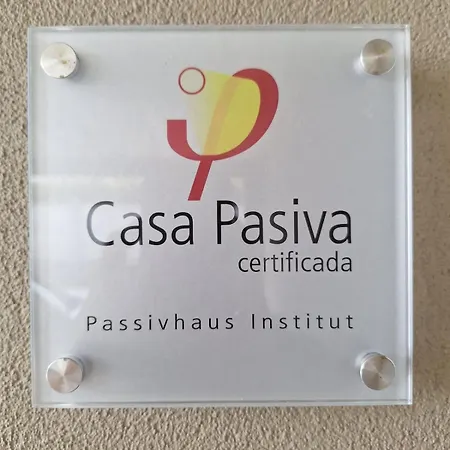 Casa Pasiva
certificada
Passivhaus Institut